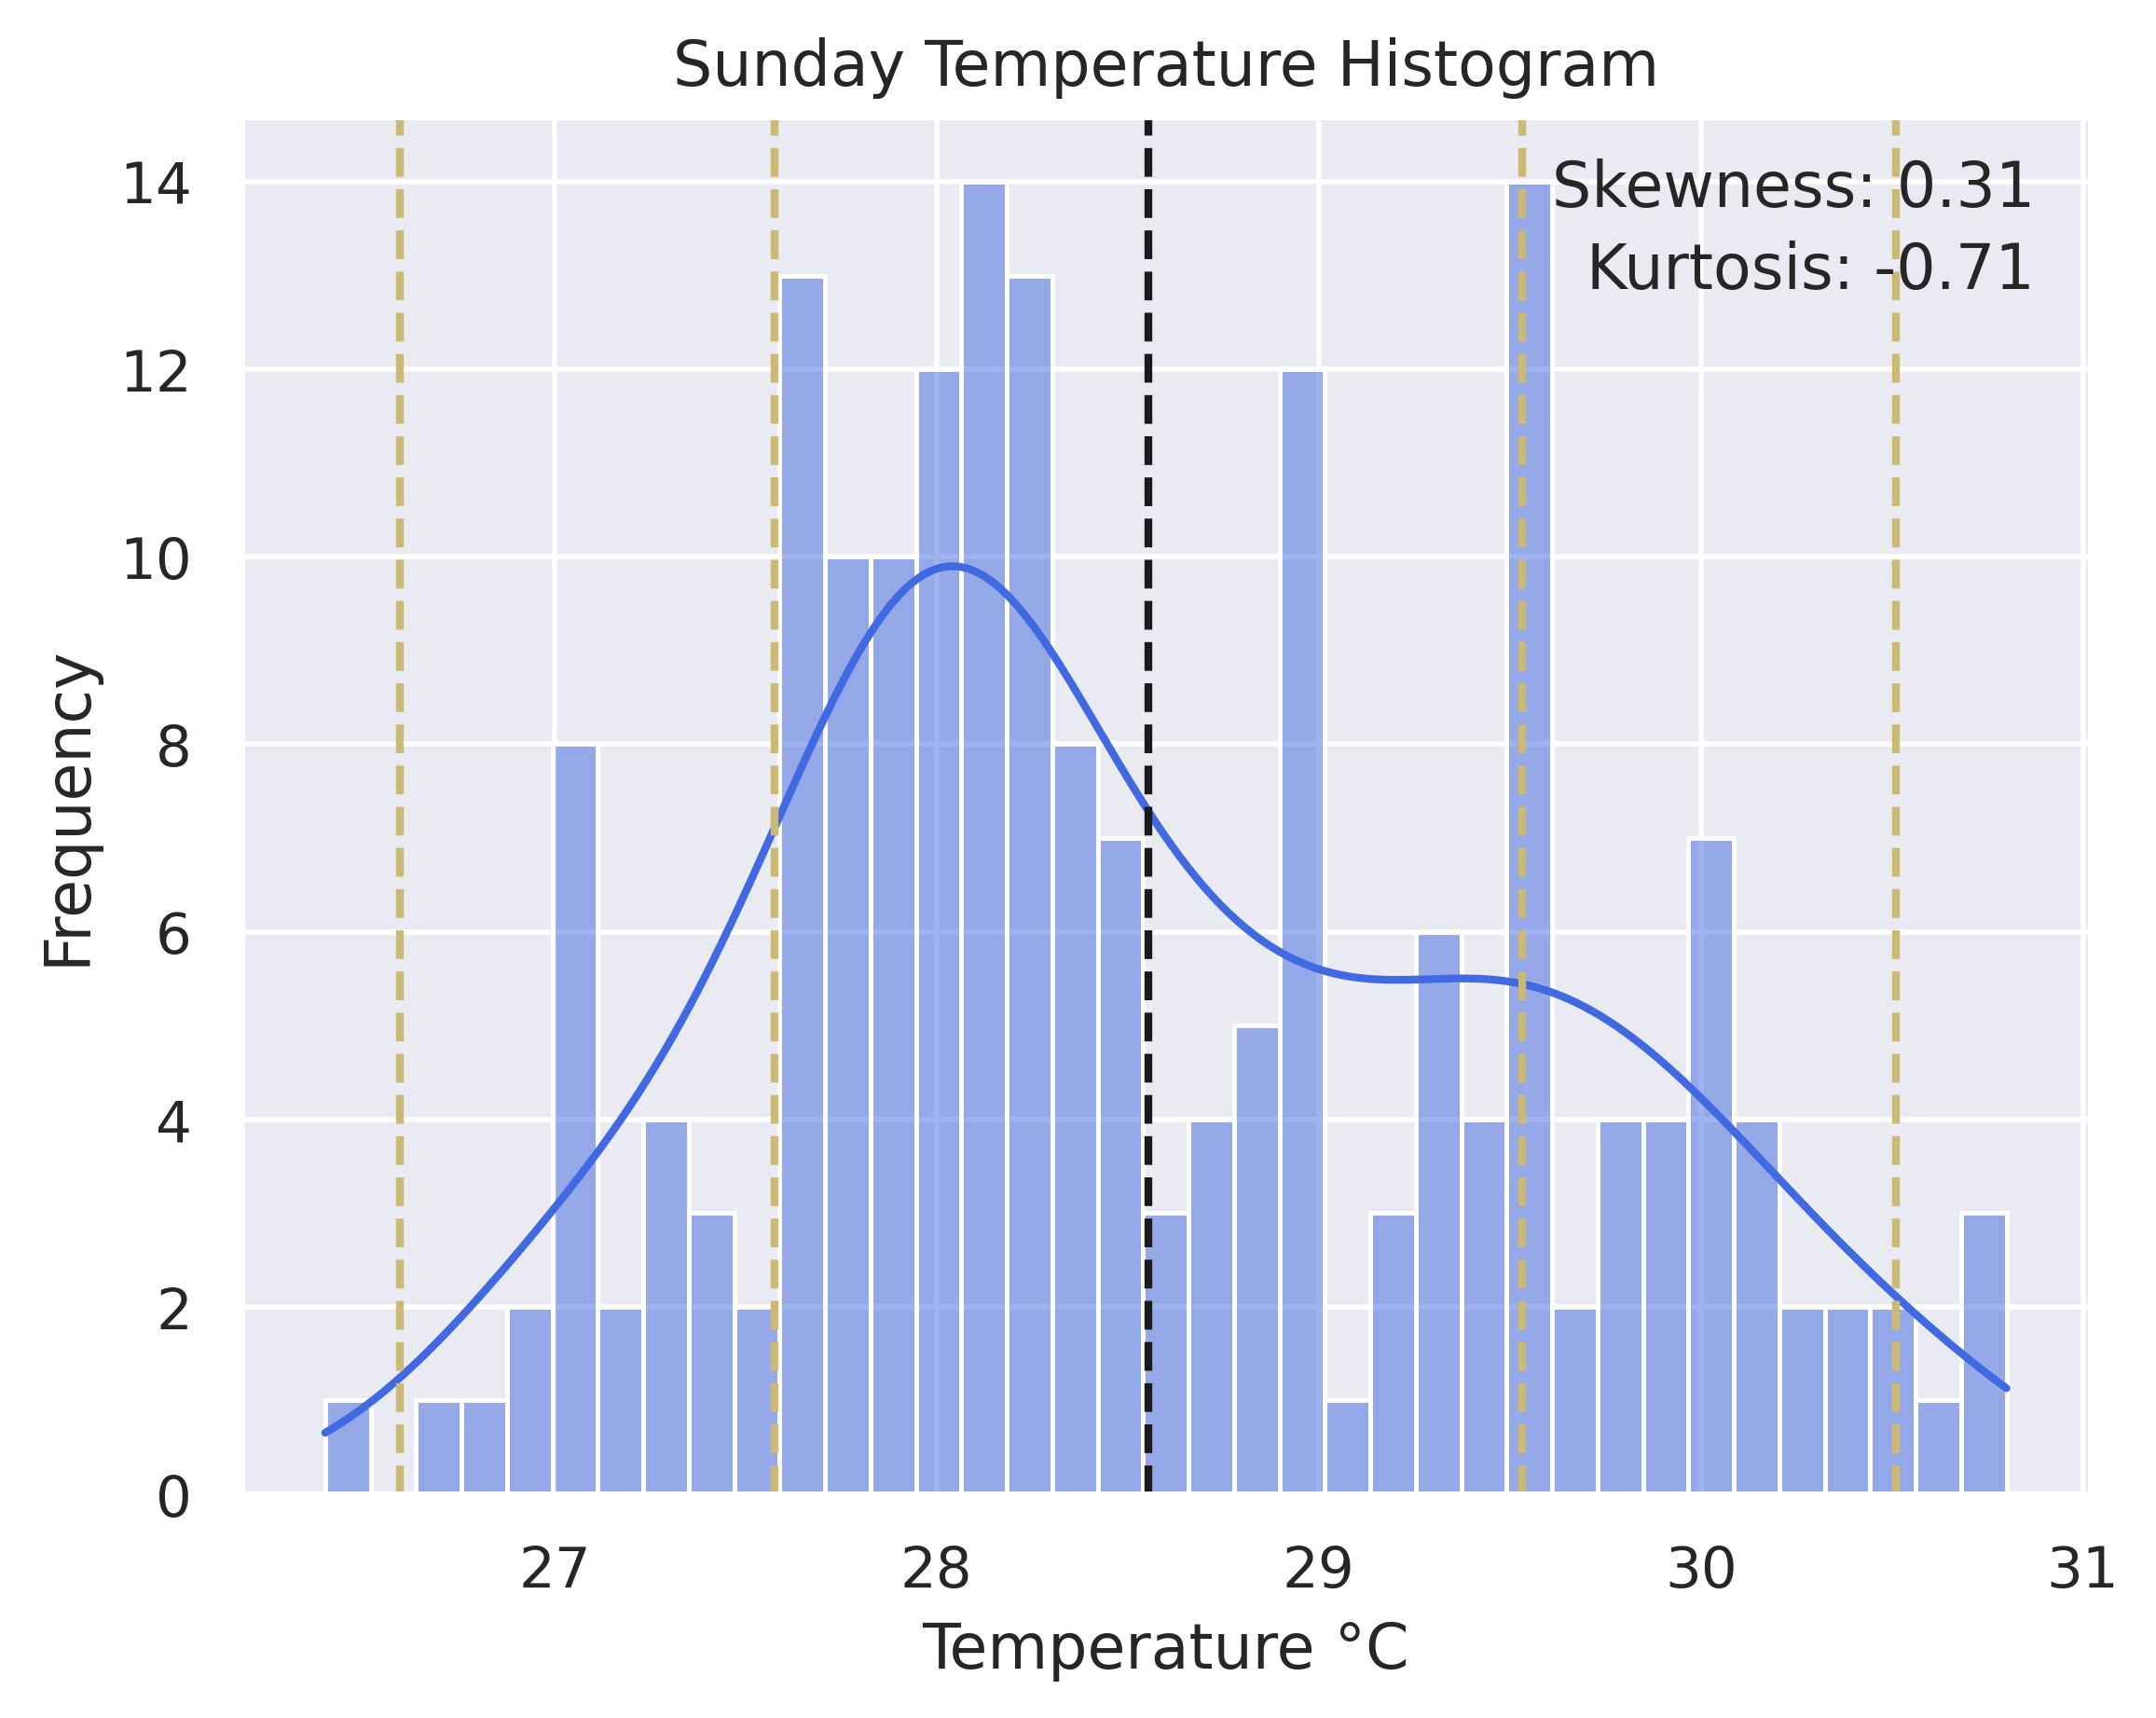 Sunday Temperature Histogram
Skewness: 0.31
Kurtosis: -0.71
14
12
10
8
6
4
2
0
Frequency
27 28 29 30 31
Temperature °C